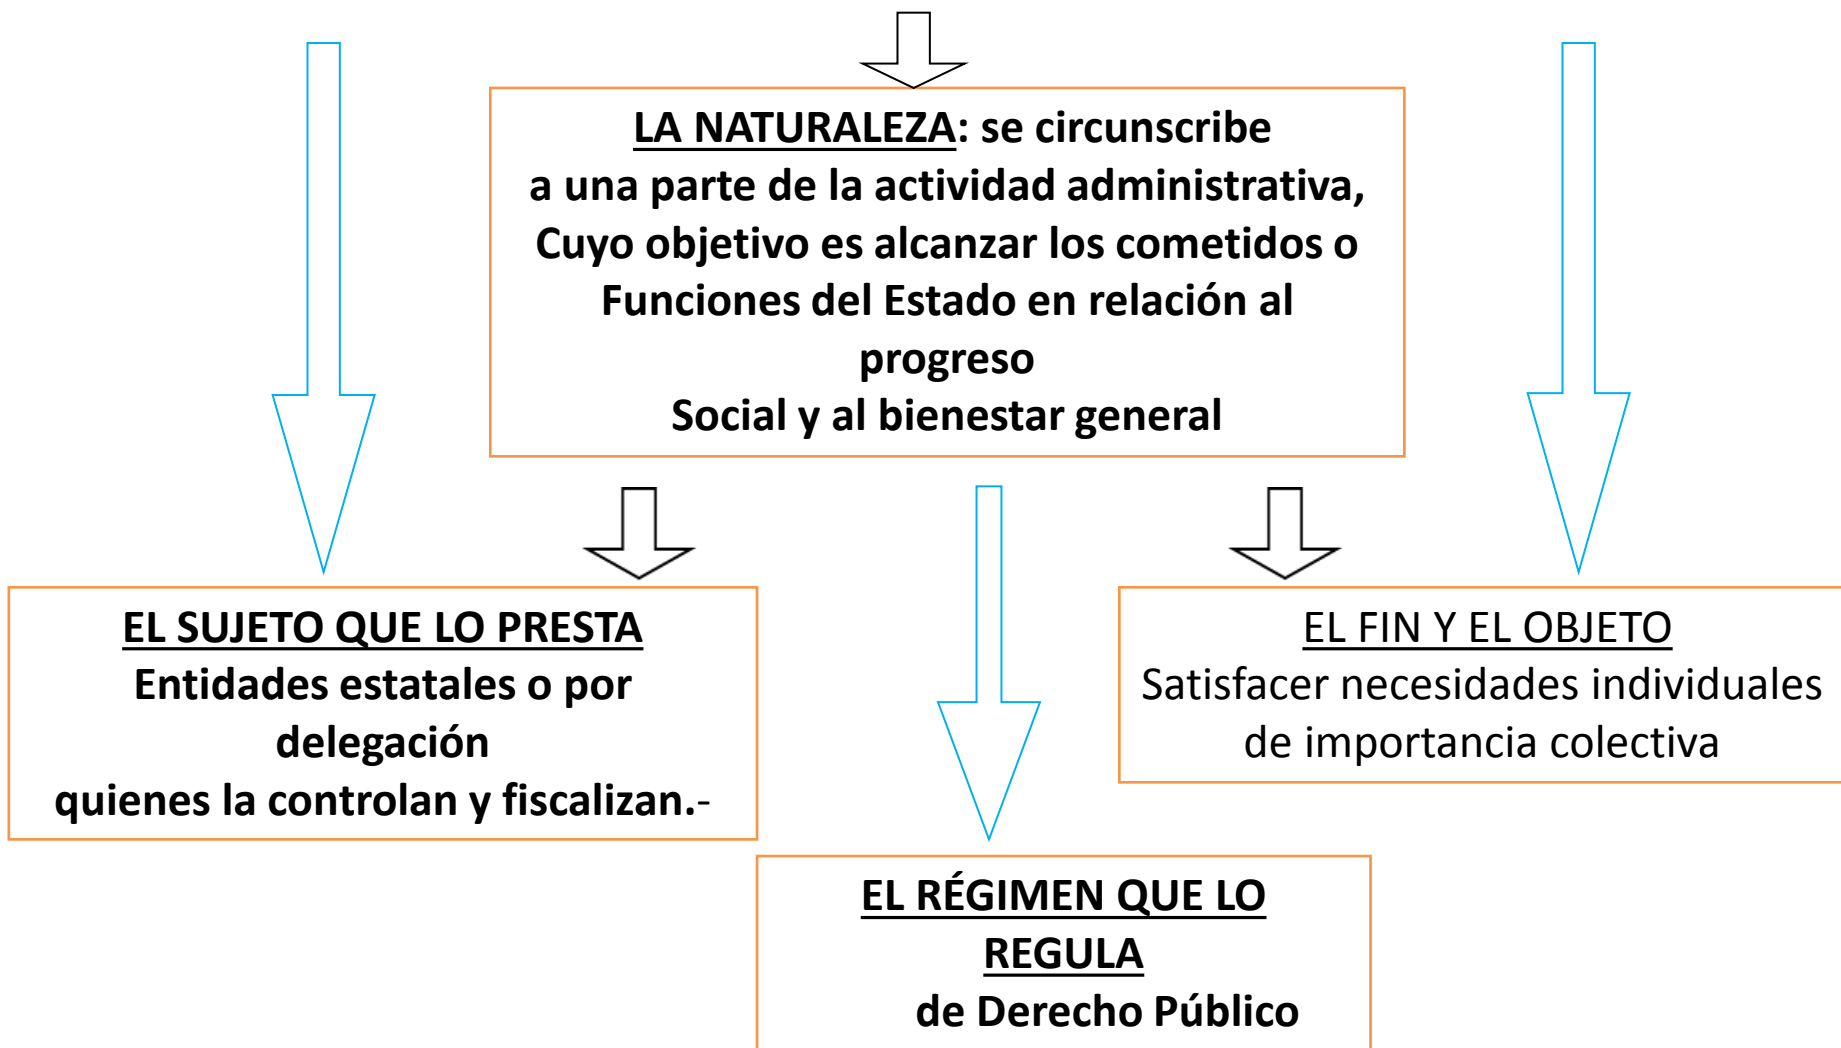 LA NATURALEZA: se circunscribe
a una parte de la actividad administrativa,
Cuyo objetivo es alcanzar los cometidos o
Funciones del Estado en relación al
progreso
Social y al bienestar general
EL SUJETO QUE LO PRESTA
Entidades estatales o por
delegación
quienes la controlan y fiscalizan.-
EL FIN Y EL OBJETO
Satisfacer necesidades individuales
de importancia colectiva
EL RÉGIMEN QUE LO
REGULA
de Derecho Público